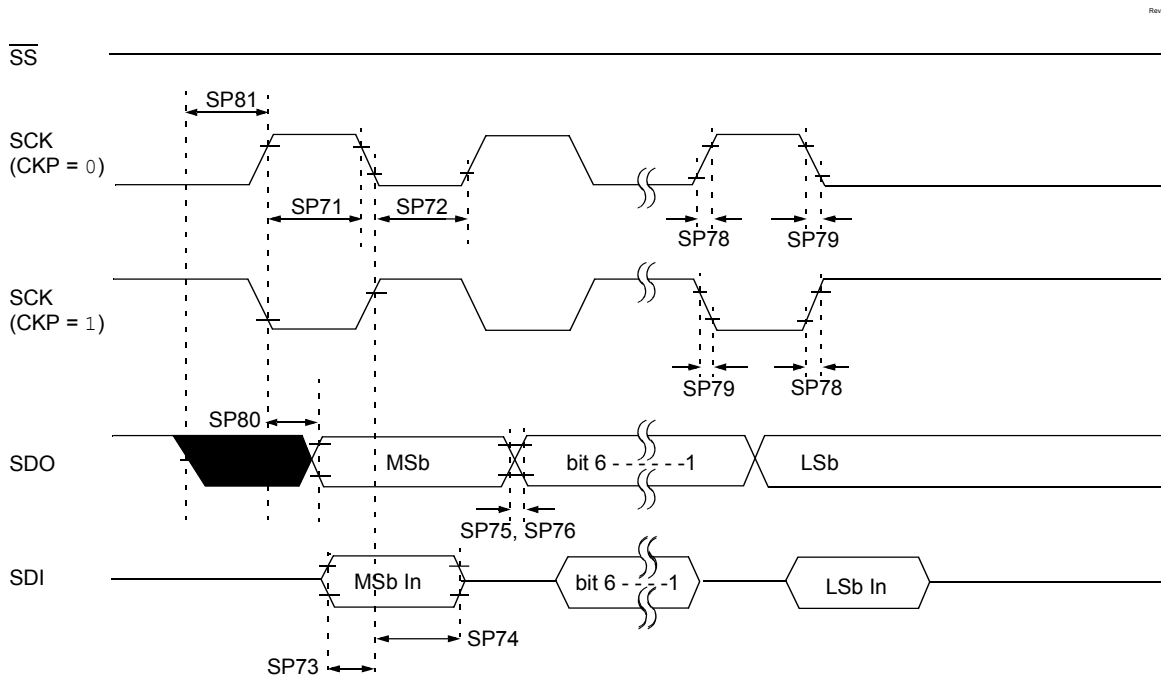 Rev
SS
SP81
SCK
(CKP = 0)
SP71
SP72
SP78
SP79
SCK
(CKP = 1)
SP79
SP78
SP80
SDO
MSb
bit 6 - - - - - -1
LSb
SP75, SP76
SDI
MSb In
bit 6 - - - - -1
LSb In
SP74
SP73